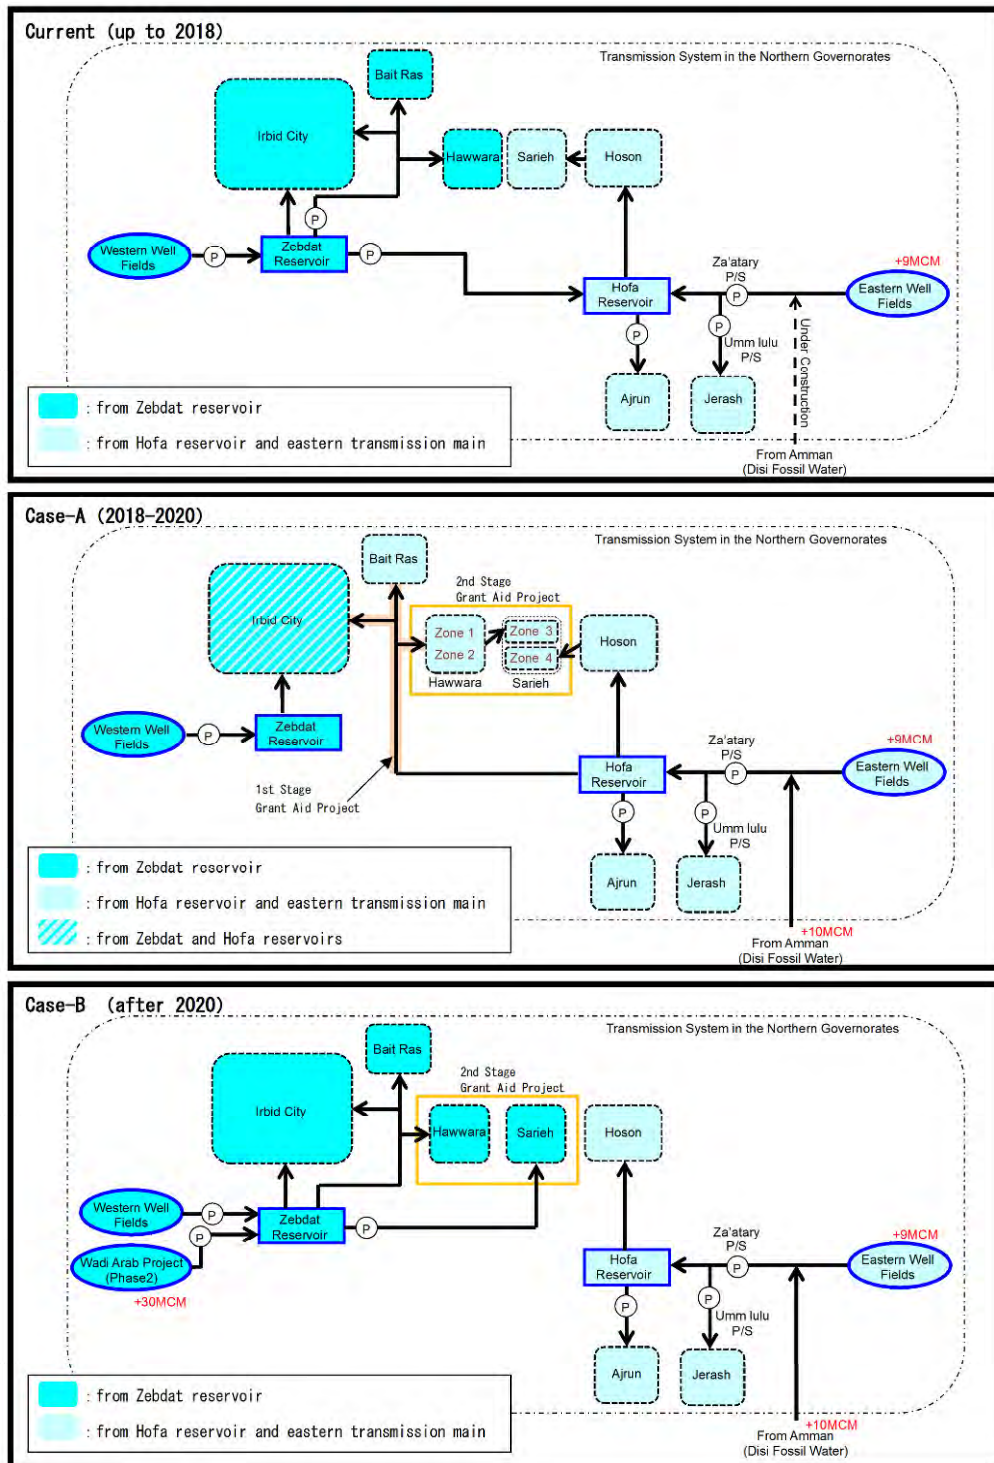 Current (up to 2018)
Transmission System in the Northern Governorates
Bait Ras
Irbid City
Hawwara
Sarieh
Hoson
P
Western Well
Fields
P
Zebdat
Reservoir
P
Za'atary
P/S
+9MCM
Hofa
Reservoir
P
Eastern Well
Fields
P
P
Umm lulu
P/S
Under Construction
Ajrun
Jerash
: from Zebdat reservoir
: from Hofa reservoir and eastern transmission main
From Amman
(Disi Fossil Water)
Case-A (2018-2020)
Transmission System in the Northern Governorates
Bait Ras
2nd Stage
Grant Aid Project
Irbid City
Zone 1
Zone 2
Zone 3
Zone 4
Hoson
Hawwara
Sarieh
Western Well
Fields
P
Zebdat
Reservoir
Za'atary
P/S
+9MCM
Hofa
Reservoir
P
Eastern Well
Fields
1st Stage
Grant Aid Project
P
P
Umm lulu
P/S
Ajrun
Jerash
: from Zebdat reservoir
: from Hofa reservoir and eastern transmission main
: from Zebdat and Hofa reservoirs
+10MCM
From Amman
(Disi Fossil Water)
Case-B (after 2020)
Transmission System in the Northern Governorates
Bait Ras
2nd Stage
Grant Aid Project
Irbid City
Hawwara
Sarieh
Hoson
Western Well
Fields
P
Zebdat
Reservoir
P
P
Wadi Arab Project
(Phase2)
+30MCM
Za'atary
P/S
+9MCM
Hofa
Reservoir
P
Eastern Well
Fields
P
P
Umm lulu
P/S
Ajrun
Jerash
: from Zebdat reservoir
: from Hofa reservoir and eastern transmission main
+10MCM
From Amman
(Disi Fossil Water)